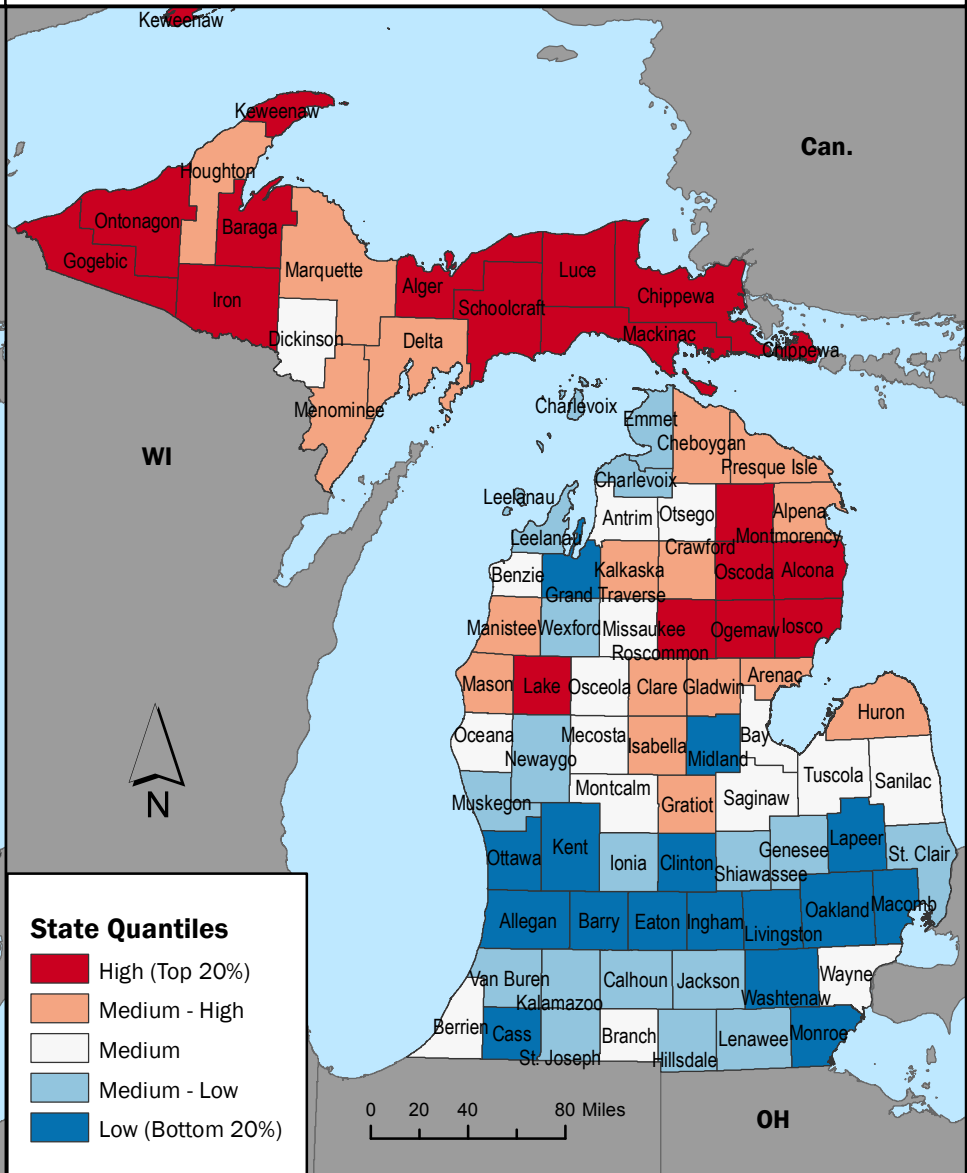 Keweenaw
Keweenaw
Can.
Houghton
Ontonagon
Baraga
Gogebic
Marquette
Luce
Alger
Iron
Chippewa
Schoolcraft
Mackinac
Dickinson
Delta
Chippewa
Charlevoix
Menominee
Emmet
Cheboygan
WI
Presque Isle
Charlevoix
Leelanau
Antrim
Otsego
Alpena
Leelanau
Montmorency
Crawford
Benzie
Kalkaska
Oscoda
Alcona
Grand Traverse
Manistee
Wexford
Missaukee
Ogemaw
Iosco
Roscommon
Arenac
Mason
Lake
Osceola
Clare
Gladwin
Huron
Oceana
Mecosta
Bay
Isabella
Newaygo
Midland
Tuscola
Sanilac
Montcalm
Saginaw
Muskegon
Gratiot
N
Lapeer
Kent
Genesee
St. Clair
Ottawa
Ionia
Clinton
Shiawassee
Macomb
Oakland
Allegan
Barry
Eaton
Ingham
Livingston
Wayne
Van Buren
Calhoun
Jackson
Kalamazoo
Washtenaw
Berrien
Cass
Branch
Lenawee
Monroe
St. Joseph
Hillsdale
State Quantiles
High (Top 20%)
Medium - High
Medium
Medium - Low
Low (Bottom 20%)
0 20 40 80 Miles
OH